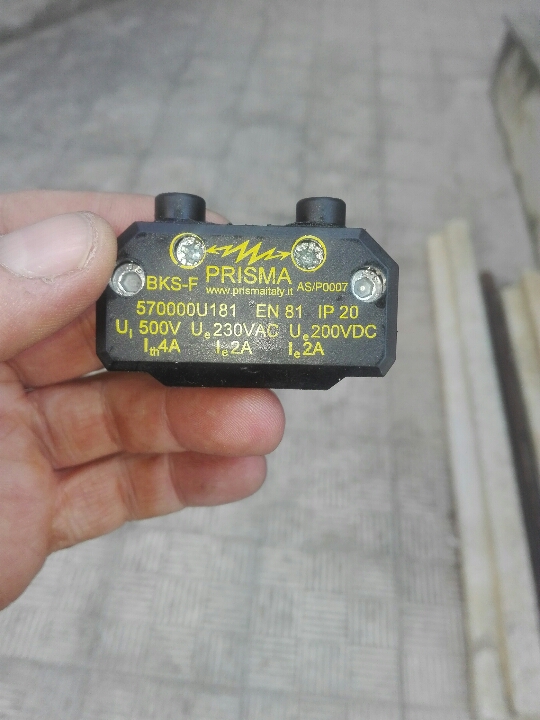 PRISMA
BKS-F www.prismaitaly.it AS/P0007
570000U181 EN 81 IP 20
Ui 500V Ue 230VAC Ue 200VDC
Ith 4A Ie 2A Ie 2A